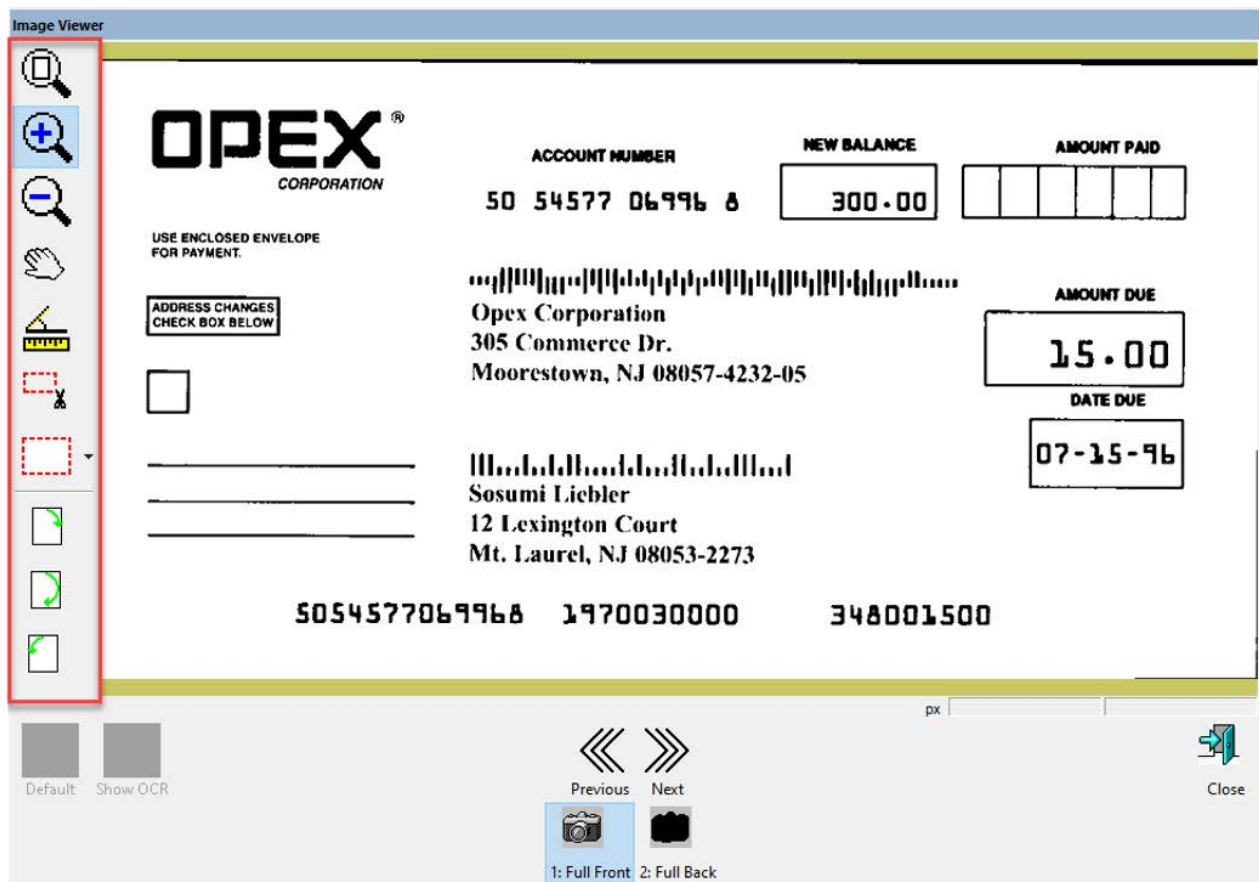 Image Viewer
OPEX®
CORPORATION
ACCOUNT NUMBER
50 54577 06996 8
NEW BALANCE
300.00
AMOUNT PAID
USE ENCLOSED ENVELOPE
FOR PAYMENT.
ADDRESS CHANGES
CHECK BOX BELOW
Opex Corporation
305 Commerce Dr.
Moorestown, NJ 08057-4232-05
AMOUNT DUE
15.00
DATE DUE
07-15-96
Sosumi Liebler
12 Lexington Court
Mt. Laurel, NJ 08053-2273
5054577069968 1970030000 348001500
px
Default
Show OCR
Previous
Next
Close
1: Full Front
2: Full Back